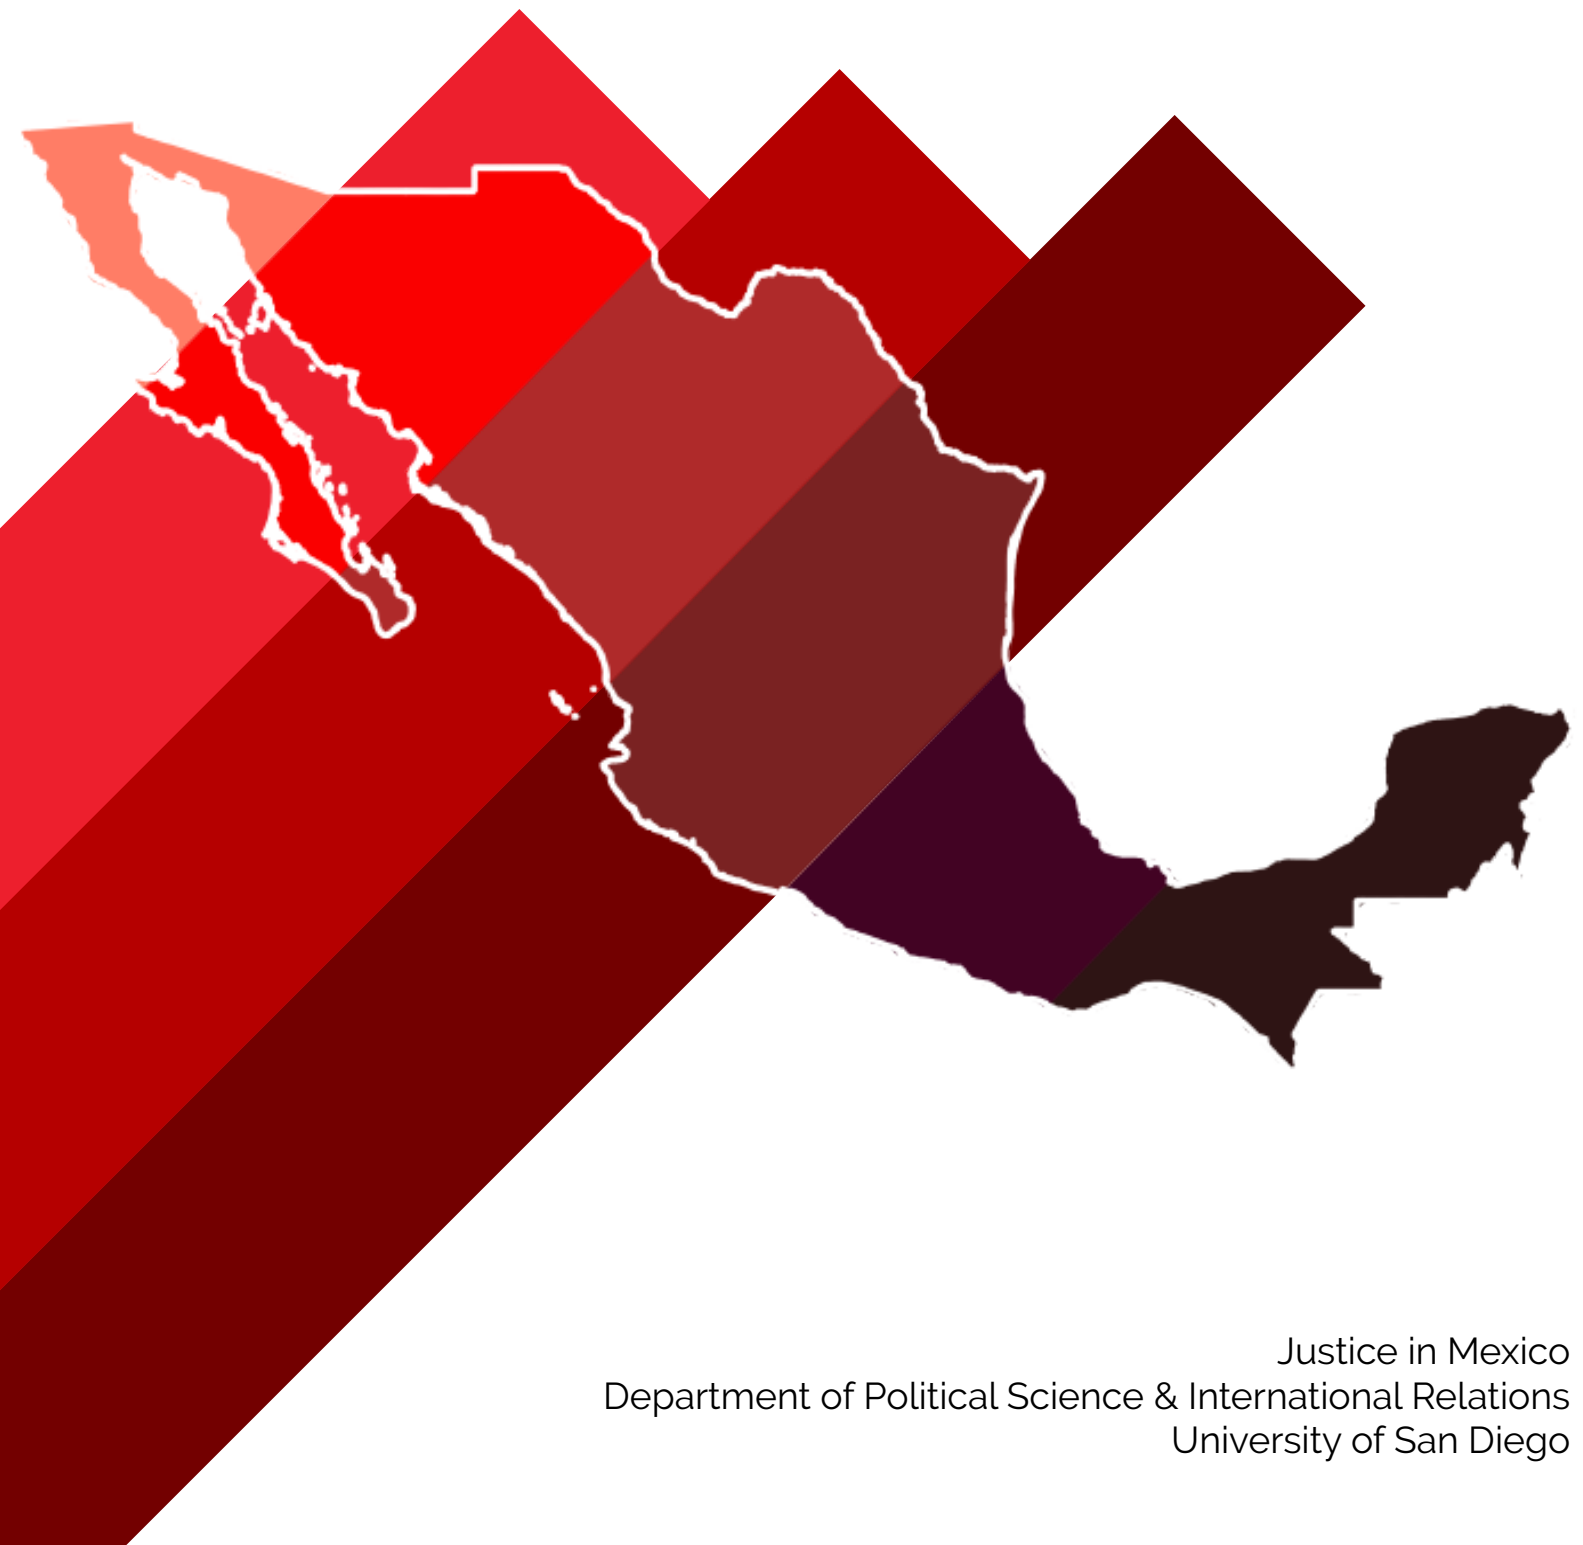 Justice in Mexico
Department of Political Science & International Relations
University of San Diego